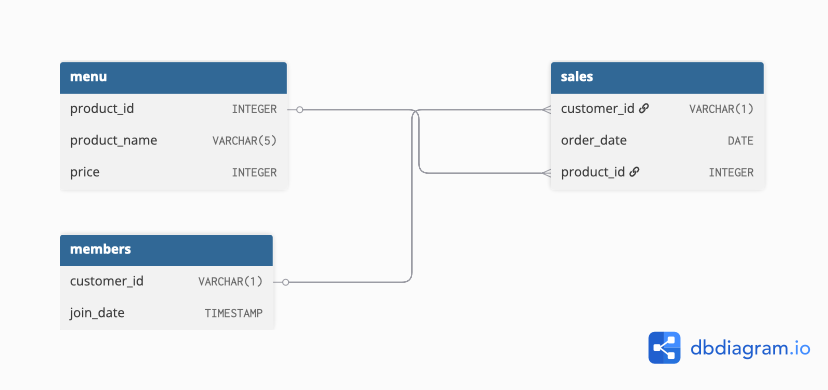 menu
product_id INTEGER
product_name VARCHAR(5)
price INTEGER
sales
customer_id VARCHAR(1)
order_date DATE
product_id INTEGER
members
customer_id VARCHAR(1)
join_date TIMESTAMP
dbdiagram.io